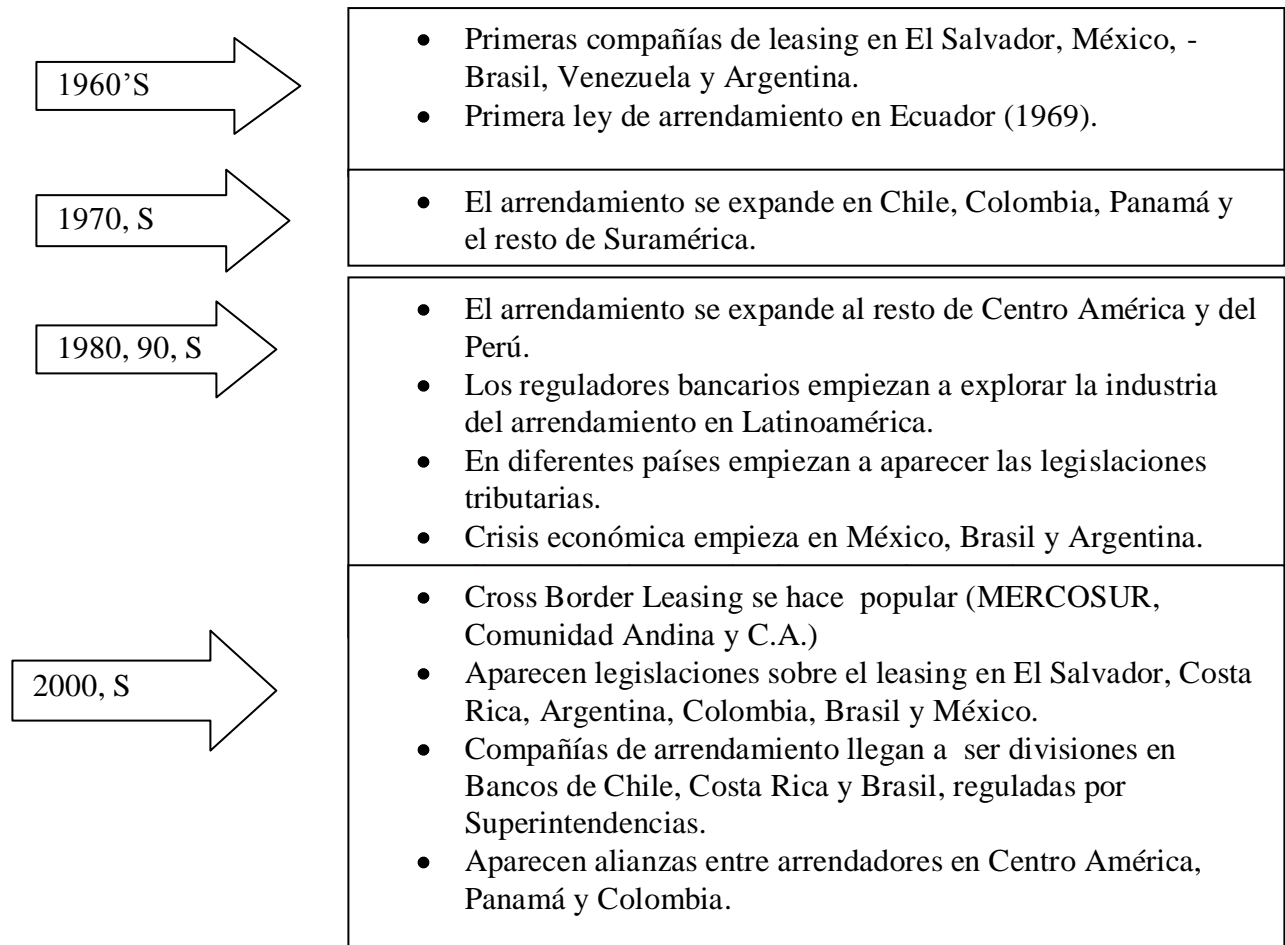 1960’S
• Primeras compañías de leasing en El Salvador, México, -
Brasil, Venezuela y Argentina.
• Primera ley de arrendamiento en Ecuador (1969).
1970, S
• El arrendamiento se expande en Chile, Colombia, Panamá y
el resto de Suramérica.
1980, 90, S
• El arrendamiento se expande al resto de Centro América y del
Perú.
• Los reguladores bancarios empiezan a explorar la industria
del arrendamiento en Latinoamérica.
• En diferentes países empiezan a aparecer las legislaciones
tributarias.
• Crisis económica empieza en México, Brasil y Argentina.
2000, S
• Cross Border Leasing se hace popular (MERCOSUR,
Comunidad Andina y C.A.)
• Aparecen legislaciones sobre el leasing en El Salvador, Costa
Rica, Argentina, Colombia, Brasil y México.
• Compañías de arrendamiento llegan a ser divisiones en
Bancos de Chile, Costa Rica y Brasil, reguladas por
Superintendencias.
• Aparecen alianzas entre arrendadores en Centro América,
Panamá y Colombia.